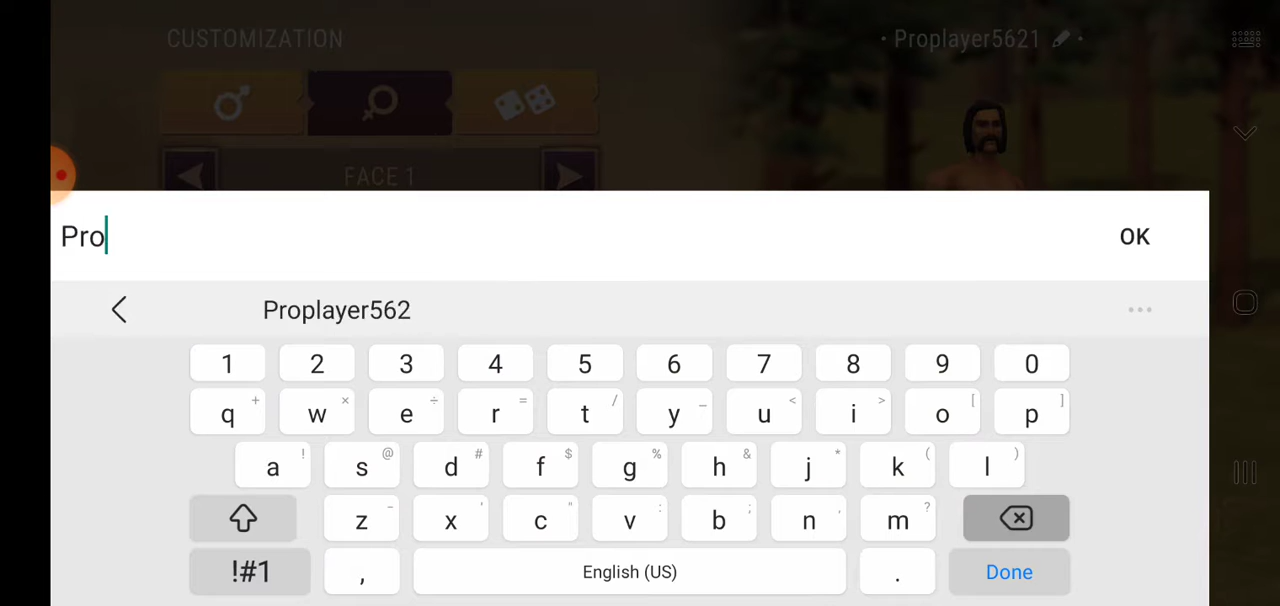 CUSTOMIZATION
· Proplayer5621 ·
FACE 1
Pro
OK
Proplayer562
1 2 3 4 5 6 7 8 9 0
q + w × e ÷ r = t / y _ u < i > o [ p ]
a ! s @ d # f $ g % h & j * k ( l )
z - x ' c " v : b ; n , m ?
!#1 , English (US) . Done